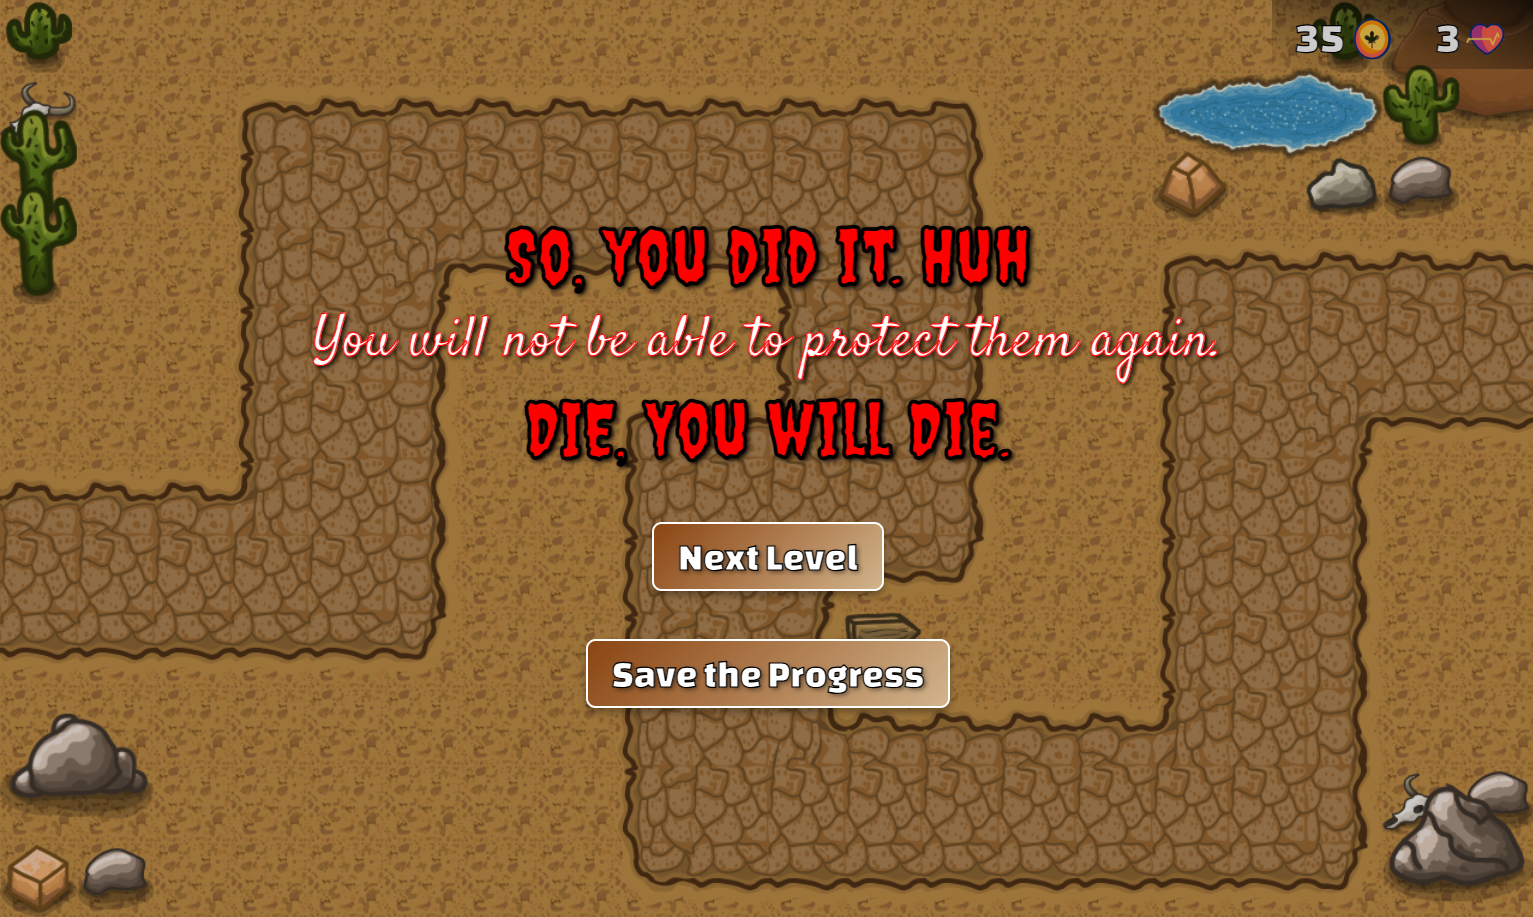 35 3
SO, YOU DID IT. HUH
You will not be able to protect them again.
DIE, YOU WILL DIE.
Next Level
Save the Progress